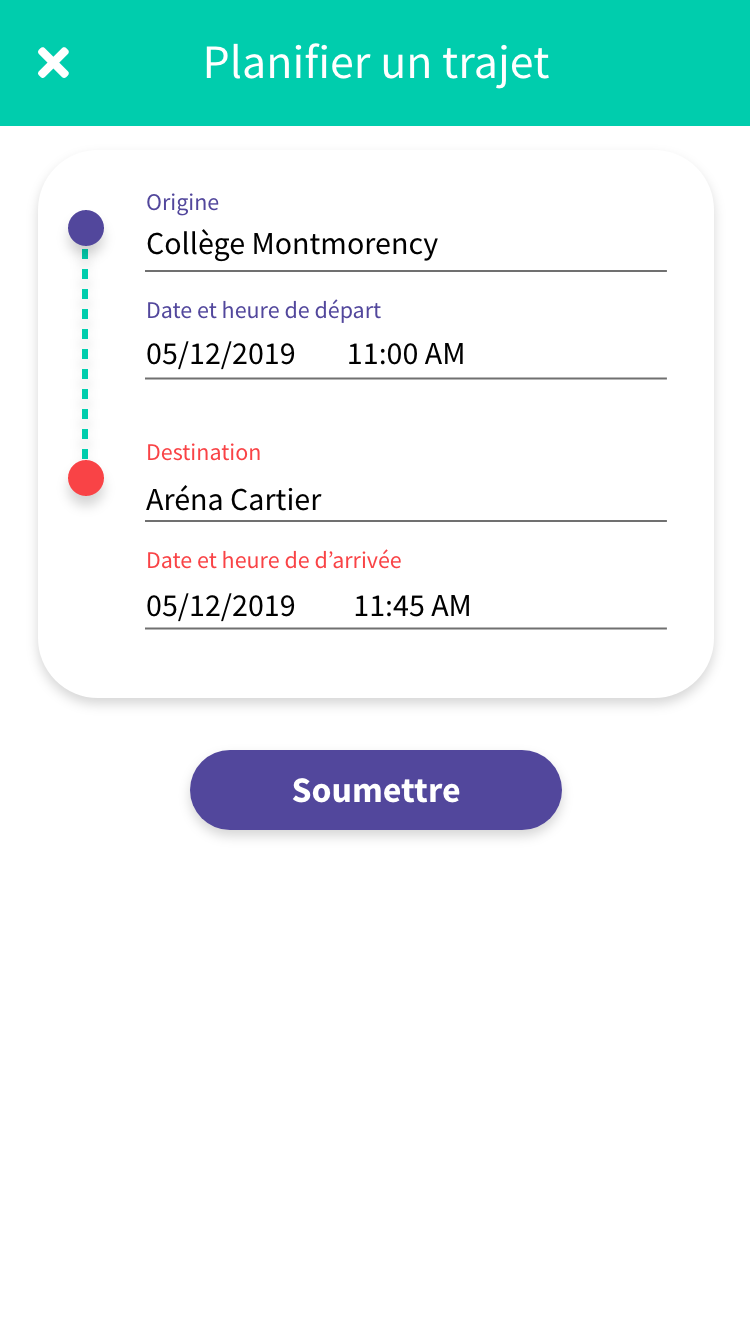 Planifier un trajet
Origine
Collège Montmorency
Date et heure de départ
05/12/2019 11:00 AM
Destination
Aréna Cartier
Date et heure de d’arrivée
05/12/2019 11:45 AM
Soumettre